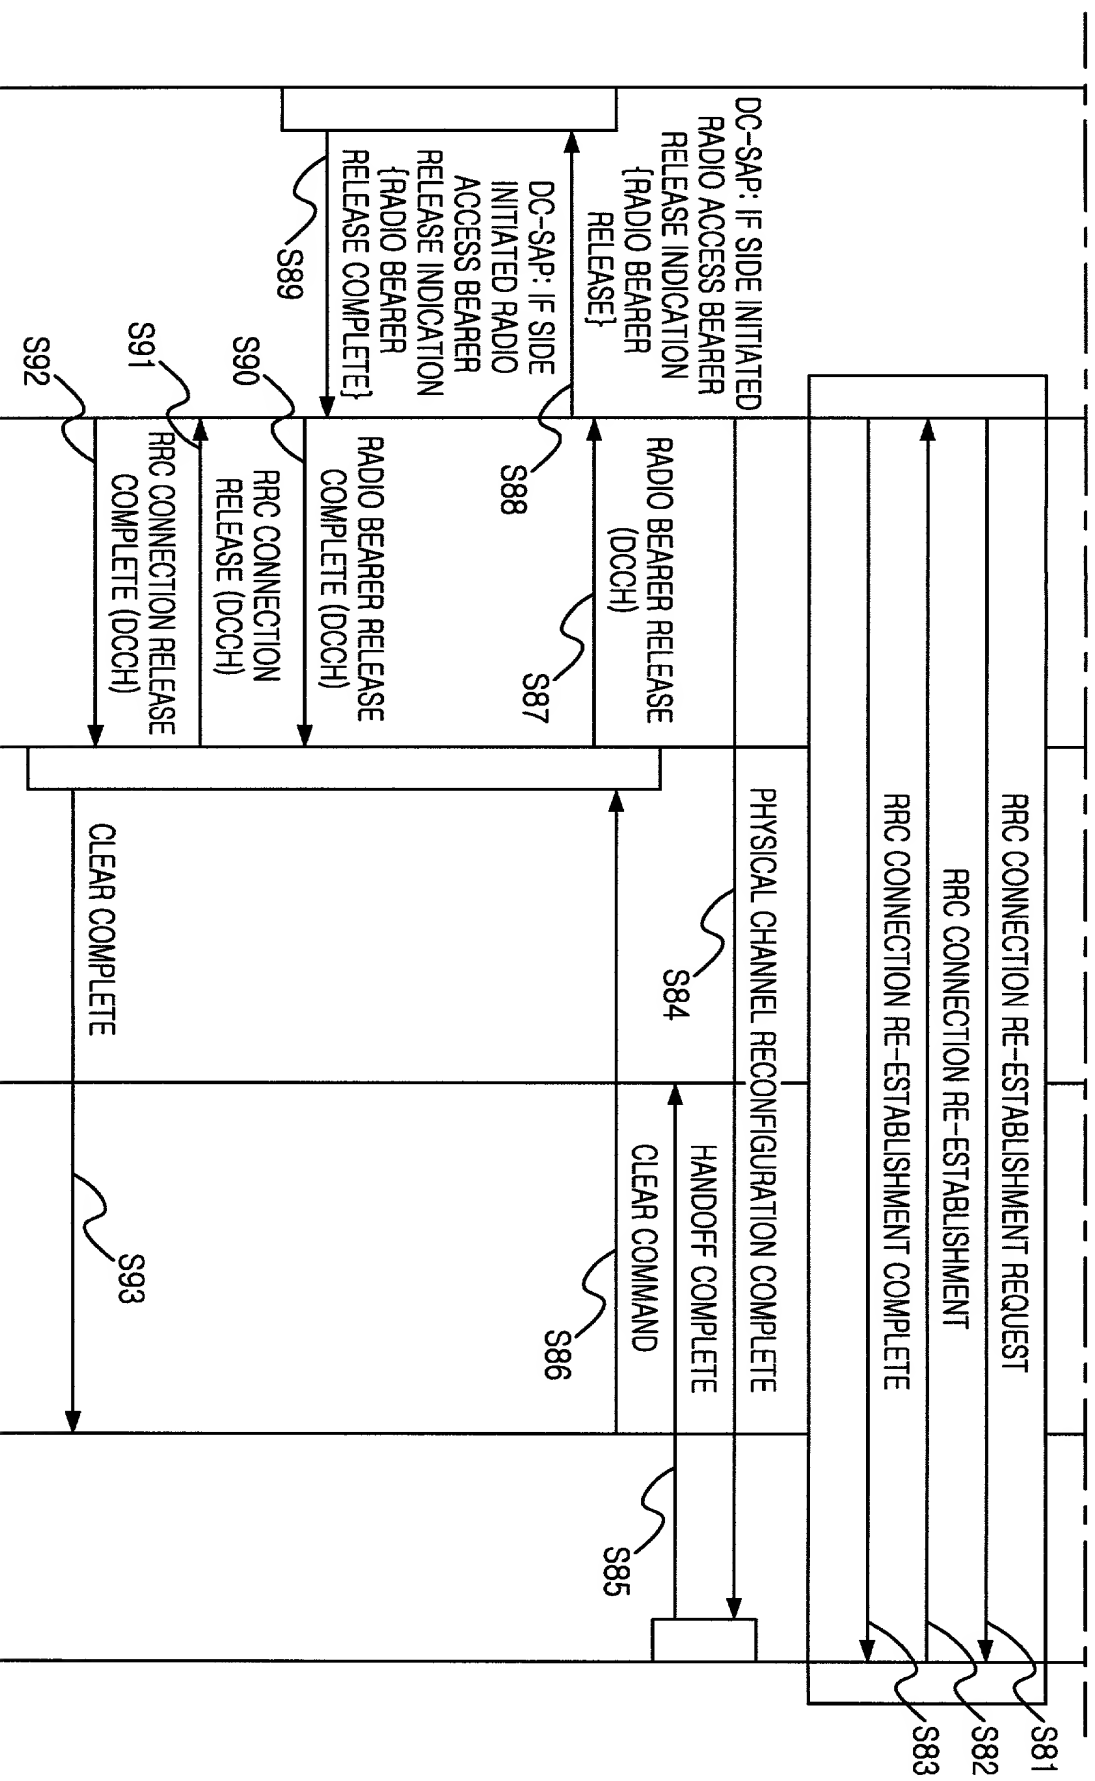 RRC CONNECTION RE-ESTABLISHMENT REQUEST
S81
RRC CONNECTION RE-ESTABLISHMENT
S82
RRC CONNECTION RE-ESTABLISHMENT COMPLETE
S83
DC-SAP: IF SIDE INITIATED
RADIO ACCESS BEARER
RELEASE INDICATION
{RADIO BEARER
RELEASE}
PHYSICAL CHANNEL RECONFIGURATION COMPLETE
S84
HANDOFF COMPLETE
S85
CLEAR COMMAND
S86
RADIO BEARER RELEASE
(DCCH)
S87
S88
DC-SAP: IF SIDE
INITIATED RADIO
ACCESS BEARER
RELEASE INDICATION
{RADIO BEARER
RELEASE COMPLETE}
S89
RADIO BEARER RELEASE
COMPLETE (DCCH)
S90
RRC CONNECTION
RELEASE (DCCH)
S91
RRC CONNECTION RELEASE
COMPLETE (DCCH)
S92
CLEAR COMPLETE
S93